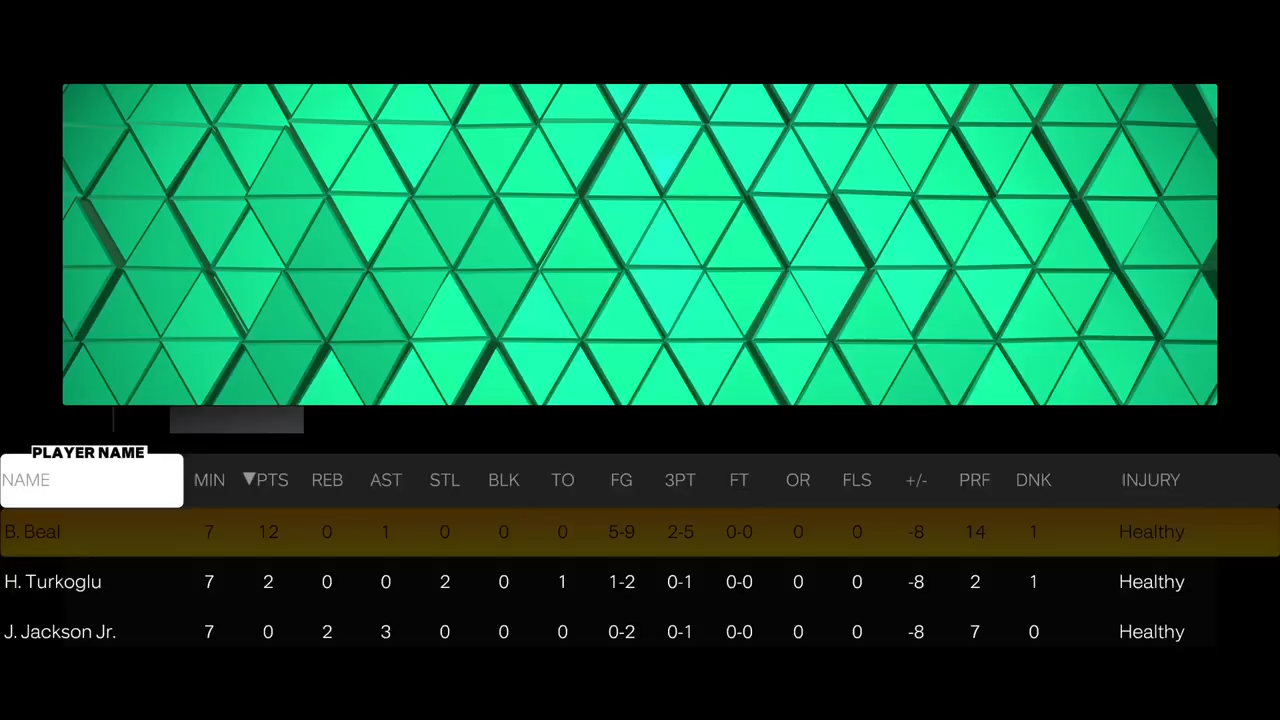 PLAYER NAME
NAME MIN ▼PTS REB AST STL BLK TO FG 3PT FT OR FLS +/- PRF DNK INJURY
B. Beal 7 12 0 1 0 0 0 5-9 2-5 0-0 0 0 -8 14 1 Healthy
H. Turkoglu 7 2 0 0 2 0 1 1-2 0-1 0-0 0 0 -8 2 1 Healthy
J. Jackson Jr. 7 0 2 3 0 0 0 0-2 0-1 0-0 0 0 -8 7 0 Healthy